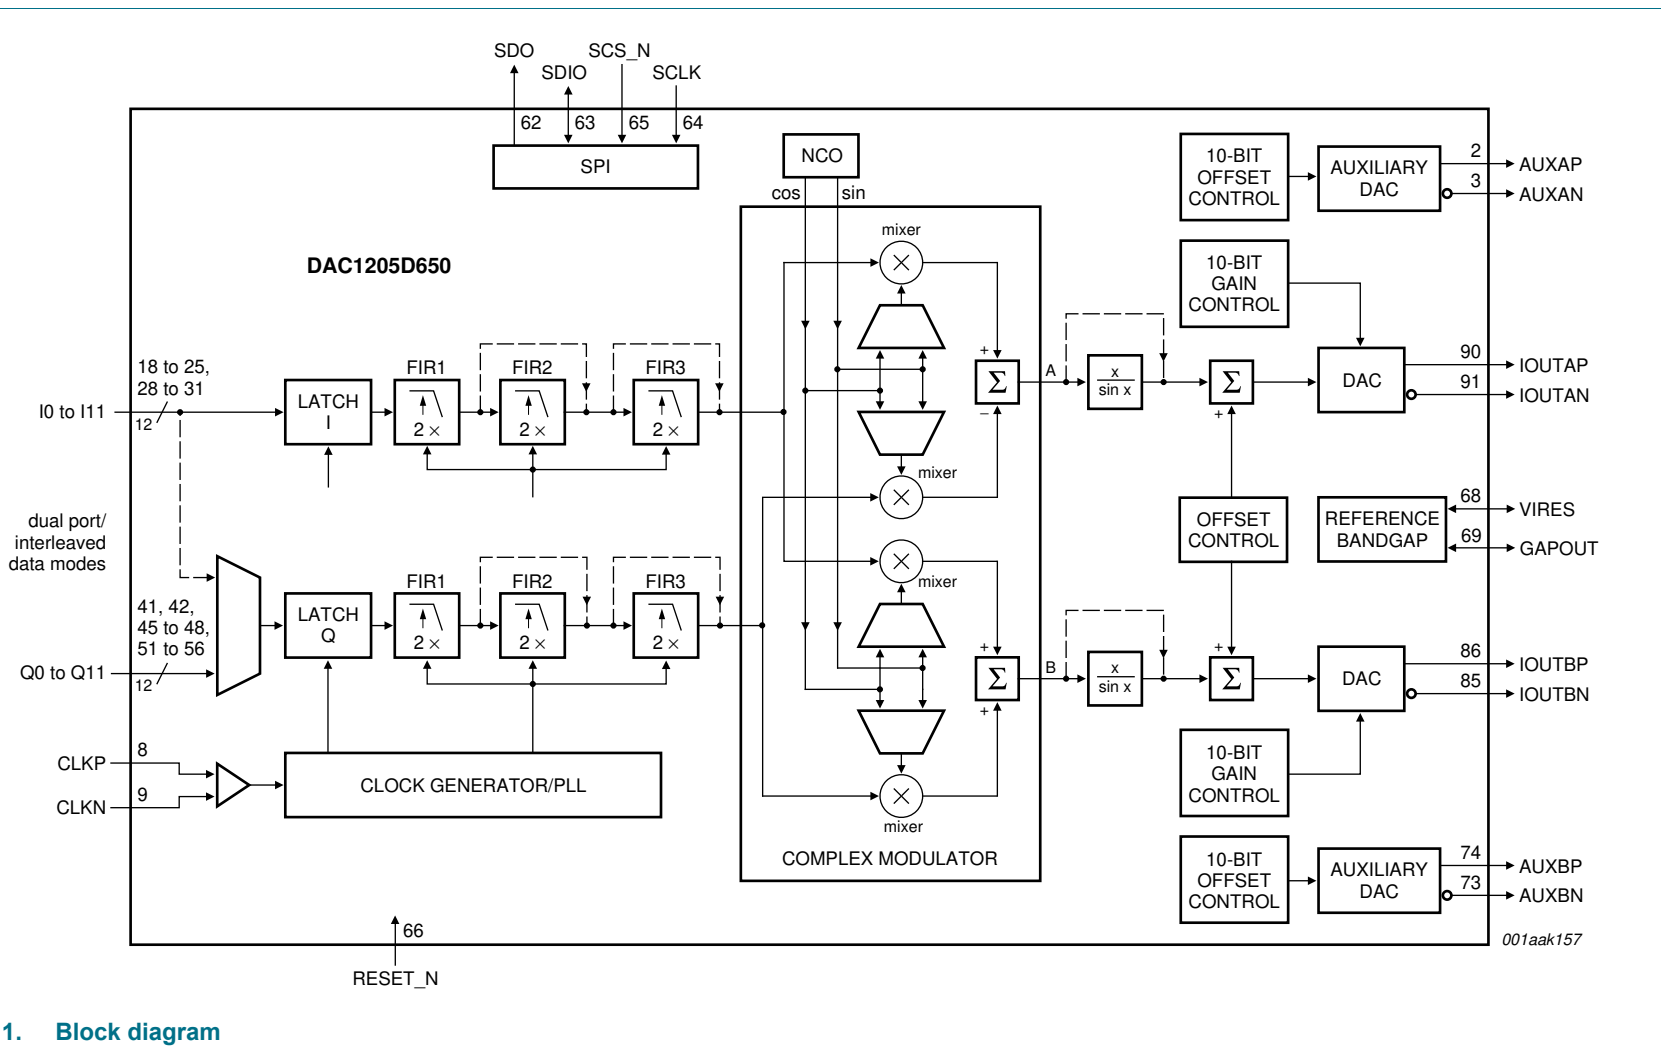 SDO
SCS_N
SDIO
SCLK
62
63
65
64
SPI
NCO
cos
sin
10-BIT
OFFSET
CONTROL
AUXILIARY
DAC
2
AUXAP
3
AUXAN
DAC1205D650
mixer
10-BIT
GAIN
CONTROL
18 to 25,
28 to 31
I0 to I11
12
LATCH
I
FIR1
2 ×
FIR2
2 ×
FIR3
2 ×
+
Σ
−
A
x
sin x
Σ
+
DAC
90
IOUTAP
91
IOUTAN
mixer
dual port/
interleaved
data modes
OFFSET
CONTROL
REFERENCE
BANDGAP
68
VIRES
69
GAPOUT
mixer
41, 42,
45 to 48,
51 to 56
Q0 to Q11
12
LATCH
Q
FIR1
2 ×
FIR2
2 ×
FIR3
2 ×
+
Σ
+
B
x
sin x
+
Σ
DAC
86
IOUTBP
85
IOUTBN
8
CLKP
9
CLKN
CLOCK GENERATOR/PLL
mixer
10-BIT
GAIN
CONTROL
COMPLEX MODULATOR
10-BIT
OFFSET
CONTROL
AUXILIARY
DAC
74
AUXBP
73
AUXBN
66
RESET_N
001aak157
1. Block diagram